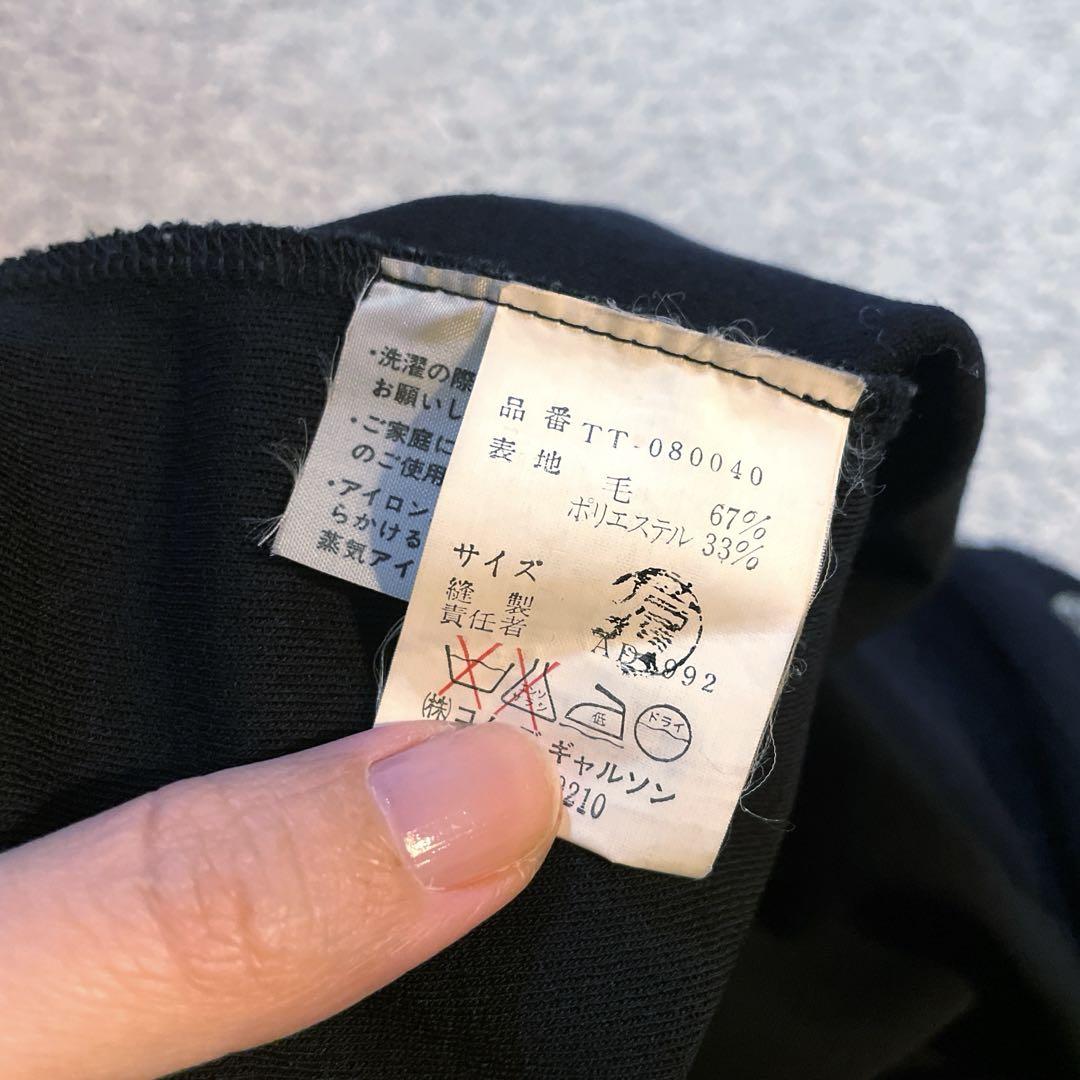 ・洗濯の際
お願いし
・ご家庭に
のご使用
・アイロン
らかける
蒸気アイ
品番 TT-080040
表地 毛 67%
ポリエステル 33%
サイズ
縫製
責任者
AD1992
低 ドライ
(株)コ
ギャルソン
210